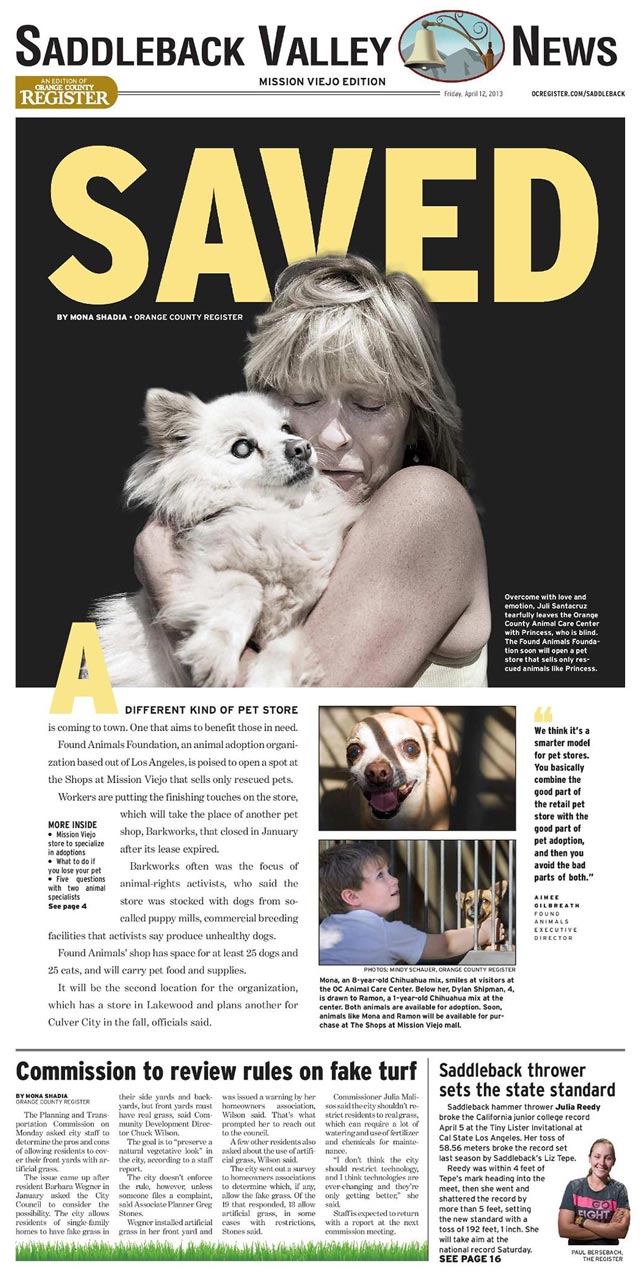 SADDLEBACK VALLEY NEWS
MISSION VIEJO EDITION
AN EDITION OF
ORANGE COUNTY
REGISTER
Friday, April 12, 2013
OCREGISTER.COM/SADDLEBACK
SAVED
BY MONA SHADIA • ORANGE COUNTY REGISTER
Overcome with love and
emotion, Juli Santacruz
tearfully leaves the Orange
County Animal Care Center
with Princess, who is blind.
The Found Animals Founda-
tion soon will open a pet
store that sells only res-
cued animals like Princess.
A DIFFERENT KIND OF PET STORE
is coming to town. One that aims to benefit those in need.
Found Animals Foundation, an animal adoption organi-
zation based out of Los Angeles, is poised to open a spot at
the Shops at Mission Viejo that sells only rescued pets.
Workers are putting the finishing touches on the store,
which will take the place of another pet
shop, Barkworks, that closed in January
after its lease expired.
Barkworks often was the focus of
animal-rights activists, who said the
store was stocked with dogs from so-
called puppy mills, commercial breeding
facilities that activists say produce unhealthy dogs.
Found Animals' shop has space for at least 25 dogs and
25 cats, and will carry pet food and supplies.
It will be the second location for the organization,
which has a store in Lakewood and plans another for
Culver City in the fall, officials said.
MORE INSIDE
• Mission Viejo
store to specialize
in adoptions
• What to do if
you lose your pet
• Five questions
with two animal
specialists
See page 4
PHOTOS: MINDY SCHAUER, ORANGE COUNTY REGISTER
Mona, an 8-year-old Chihuahua mix, smiles at visitors at
the OC Animal Care Center. Below her, Dylan Shipman, 4,
is drawn to Ramon, a 1-year-old Chihuahua mix at the
center. Both animals are available for adoption. Soon,
animals like Mona and Ramon will be available for pur-
chase at The Shops at Mission Viejo mall.
“
We think it's a
smarter model
for pet stores.
You basically
combine the
good part of
the retail pet
store with the
good part of
pet adoption,
and then you
avoid the bad
parts of both.”
AIMEE
GILBREATH
FOUND
ANIMALS
EXECUTIVE
DIRECTOR
Commission to review rules on fake turf
BY MONA SHADIA
ORANGE COUNTY REGISTER
The Planning and Trans-
portation Commission on
Monday asked city staff to
determine the pros and cons
of allowing residents to cov-
er their front yards with ar-
tificial grass.
The issue came up after
resident Barbara Wegner in
January asked the City
Council to consider the
possibility. The city allows
residents of single-family
homes to have fake grass in
their side yards and back-
yards, but front yards must
have real grass, said Com-
munity Development Direc-
tor Chuck Wilson.
The goal is to “preserve a
natural vegetative look” in
the city, according to a staff
report.
The city doesn't enforce
the rule, however, unless
someone files a complaint,
said Associate Planner Greg
Stones.
Wegner installed artificial
grass in her front yard and
was issued a warning by her
homeowners association,
Wilson said. That's what
prompted her to reach out
to the council.
A few other residents also
asked about the use of artifi-
cial grass, Wilson said.
The city sent out a survey
to homeowners associations
to determine which, if any,
allow the fake grass. Of the
19 that responded, 13 allow
artificial grass, in some
cases with restrictions,
Stones said.
Commissioner Julia Mali-
sos said the city shouldn't re-
strict residents to real grass,
which can require a lot of
watering and use of fertilizer
and chemicals for mainte-
nance.
“I don't think the city
should restrict technology,
and I think technologies are
ever-changing and they're
only getting better,” she
said.
Staff is expected to return
with a report at the next
commission meeting.
Saddleback thrower
sets the state standard
Saddleback hammer thrower Julia Reedy
broke the California junior college record
April 5 at the Tiny Lister Invitational at
Cal State Los Angeles. Her toss of
58.56 meters broke the record set
last season by Saddleback's Liz Tepe.
Reedy was within 4 feet of
Tepe's mark heading into the
meet, then she went and
shattered the record by
more than 5 feet, setting
the new standard with a
toss of 192 feet, 1 inch. She
will take aim at the
national record Saturday.
SEE PAGE 16
GO
FIGHT
PAUL BERSEBACH,
THE REGISTER